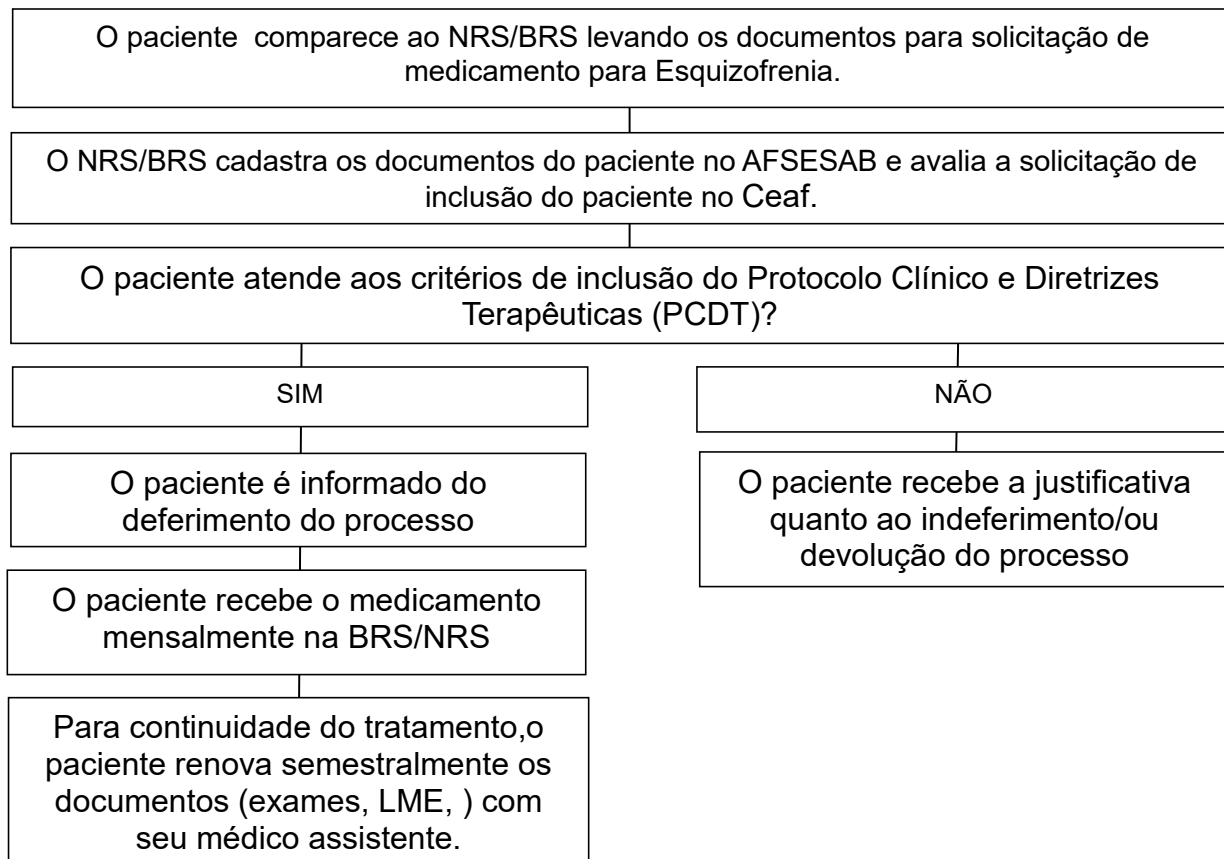 O paciente comparece ao NRS/BRS levando os documentos para solicitação de
medicamento para Esquizofrenia.
O NRS/BRS cadastra os documentos do paciente no AFSESAB e avalia a solicitação de
inclusão do paciente no Ceaf.
O paciente atende aos critérios de inclusão do Protocolo Clínico e Diretrizes
Terapêuticas (PCDT)?
SIM
O paciente é informado do
deferimento do processo
O paciente recebe o medicamento
mensalmente na BRS/NRS
Para continuidade do tratamento,o
paciente renova semestralmente os
documentos (exames, LME, ) com
seu médico assistente.
NÃO
O paciente recebe a justificativa
quanto ao indeferimento/ou
devolução do processo